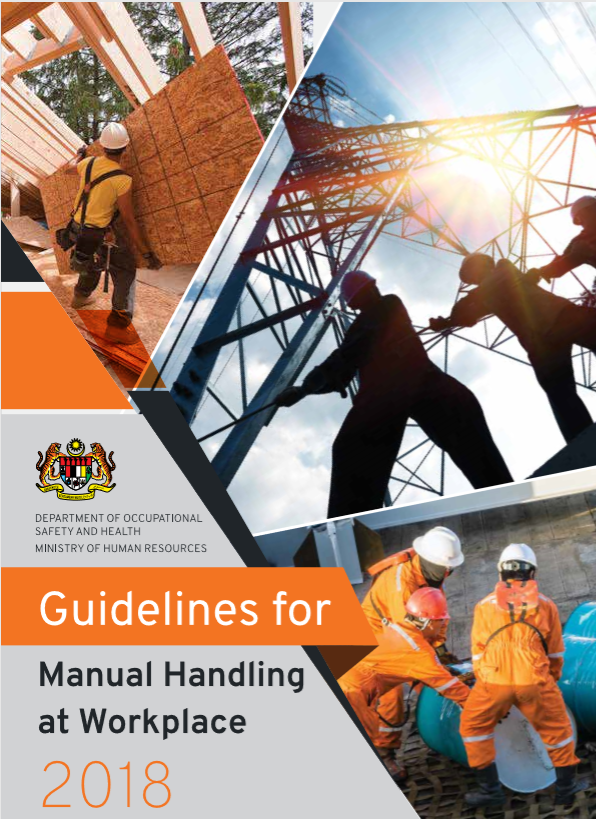 DEPARTMENT OF OCCUPATIONAL
SAFETY AND HEALTH
MINISTRY OF HUMAN RESOURCES
Guidelines for
Manual Handling
at Workplace
2018